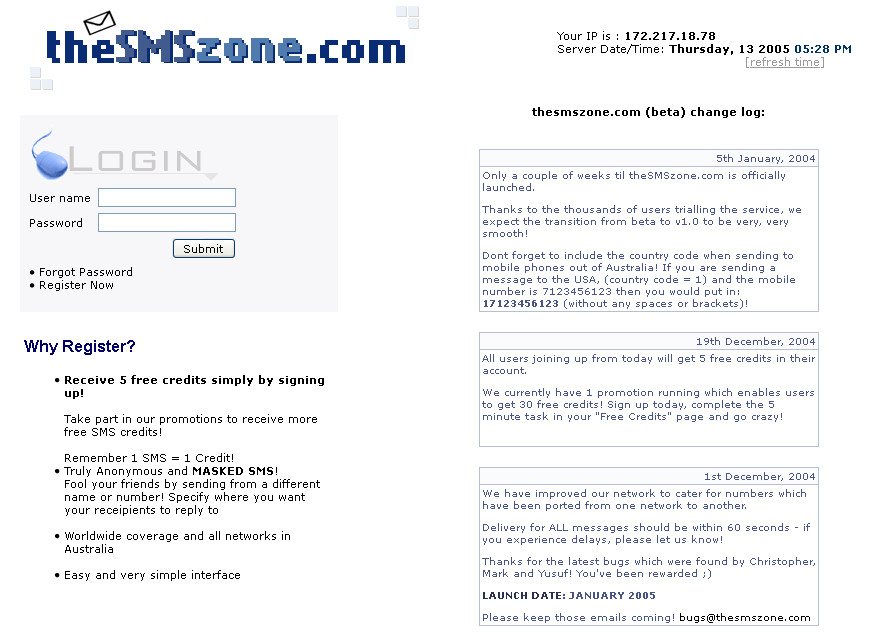 theSMSzone.com
Your IP is : 172.217.18.78
Server Date/Time: Thursday, 13 2005 05:28 PM
[refresh time]
LOGIN
User name
Password
Submit
• Forgot Password
• Register Now
Why Register?
• Receive 5 free credits simply by signing
up!
Take part in our promotions to receive more
free SMS credits!
Remember 1 SMS = 1 Credit!
• Truly Anonymous and MASKED SMS!
Fool your friends by sending from a different
name or number! Specify where you want
your receipients to reply to
• Worldwide coverage and all networks in
Australia
• Easy and very simple interface
thesmszone.com (beta) change log:
5th January, 2004
Only a couple of weeks til theSMSzone.com is officially
launched.
Thanks to the thousands of users trialling the service, we
expect the transition from beta to v1.0 to be very, very
smooth!
Dont forget to include the country code when sending to
mobile phones out of Australia! If you are sending a
message to the USA, (country code = 1) and the mobile
number is 7123456123 then you would put in:
17123456123 (without any spaces or brackets)!
19th December, 2004
All users joining up from today will get 5 free credits in their
account.
We currently have 1 promotion running which enables users
to get 30 free credits! Sign up today, complete the 5
minute task in your "Free Credits" page and go crazy!
1st December, 2004
We have improved our network to cater for numbers which
have been ported from one network to another.
Delivery for ALL messages should be within 60 seconds - if
you experience delays, please let us know!
Thanks for the latest bugs which were found by Christopher,
Mark and Yusuf! You've been rewarded ;)
LAUNCH DATE: JANUARY 2005
Please keep those emails coming! bugs@thesmszone.com